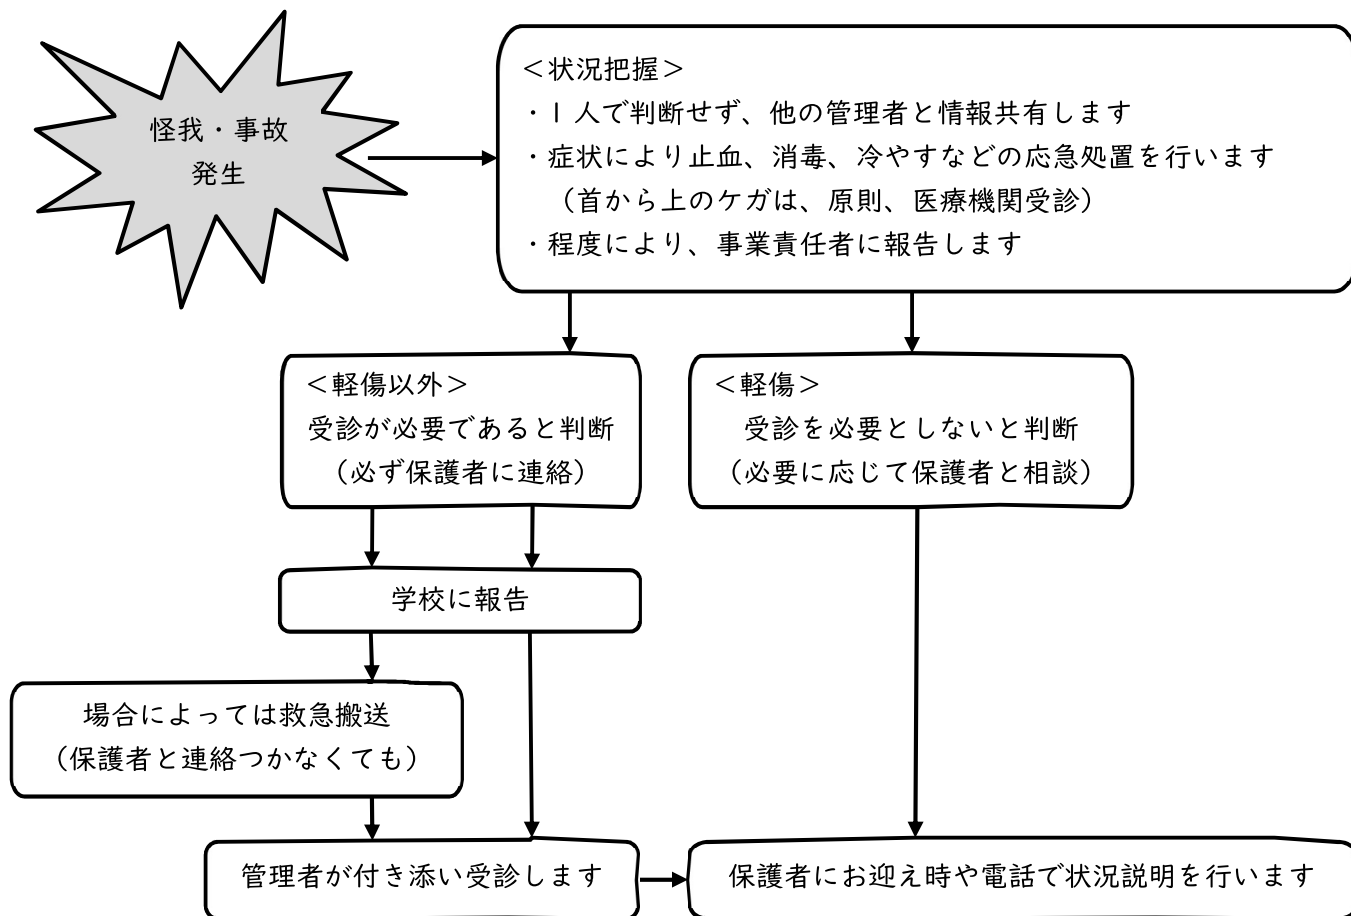 怪我・事故
発生
＜状況把握＞
・１人で判断せず、他の管理者と情報共有します
・症状により止血、消毒、冷やすなどの応急処置を行います
（首から上のケガは、原則、医療機関受診）
・程度により、事業責任者に報告します
＜軽傷以外＞
受診が必要であると判断
（必ず保護者に連絡）
＜軽傷＞
受診を必要としないと判断
（必要に応じて保護者と相談）
学校に報告
場合によっては救急搬送
（保護者と連絡つかなくても）
管理者が付き添い受診します
保護者にお迎え時や電話で状況説明を行います